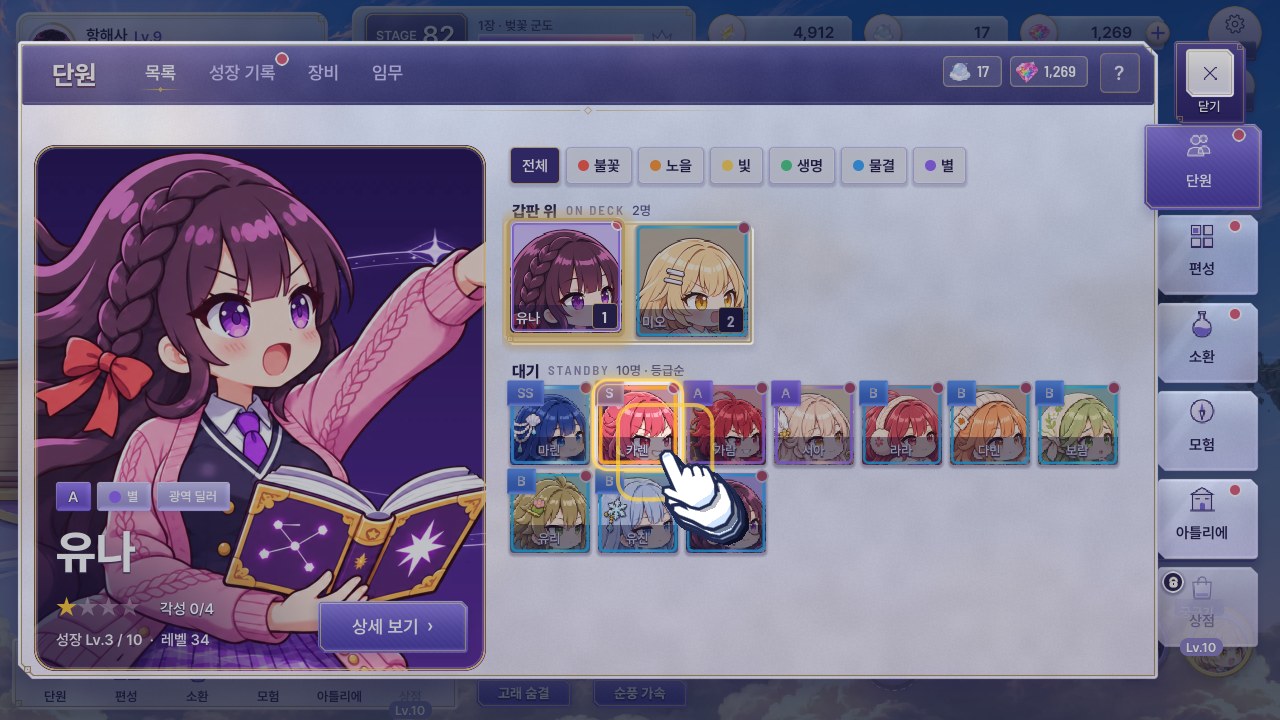 항해사 Lv.9
STAGE 82
1장 · 벚꽃 군도
4,912
17
1,269
단원
목록
성장 기록
장비
임무
17
1,269
?
닫기
전체
불꽃
노을
빛
생명
물결
별
갑판 위 ON DECK 2명
유나
1
미오
2
대기 STANDBY 10명 · 등급순
SS
마린
S
카렌
A
가람
A
서아
B
라라
B
다빈
B
보람
B
유리
B
유진
A
별
광역 딜러
유나
각성 0/4
성장 Lv.3 / 10 · 레벨 34
상세 보기 ›
단원
편성
소환
모험
아틀리에
상점
Lv.10
단원
편성
소환
모험
아틀리에
상점
Lv.10
고래 숨결
순풍 가속